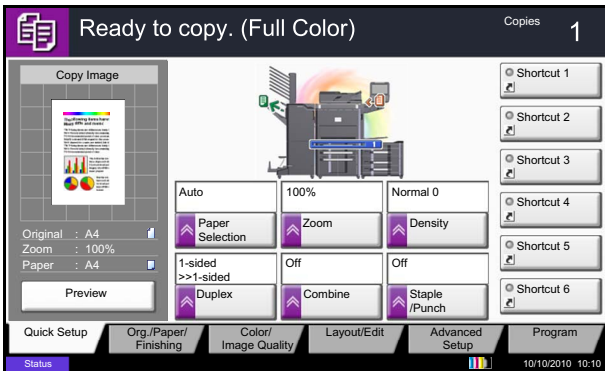 Ready to copy. (Full Color)
Copies
1
Copy Image
Original : A4
Zoom : 100%
Paper : A4
Preview
Auto
Paper
Selection
100%
Zoom
Normal 0
Density
1-sided
>>1-sided
Duplex
Off
Combine
Off
Staple
/Punch
Shortcut 1
Shortcut 2
Shortcut 3
Shortcut 4
Shortcut 5
Shortcut 6
Quick Setup
Org./Paper/
Finishing
Color/
Image Quality
Layout/Edit
Advanced
Setup
Program
Status
10/10/2010 10:10